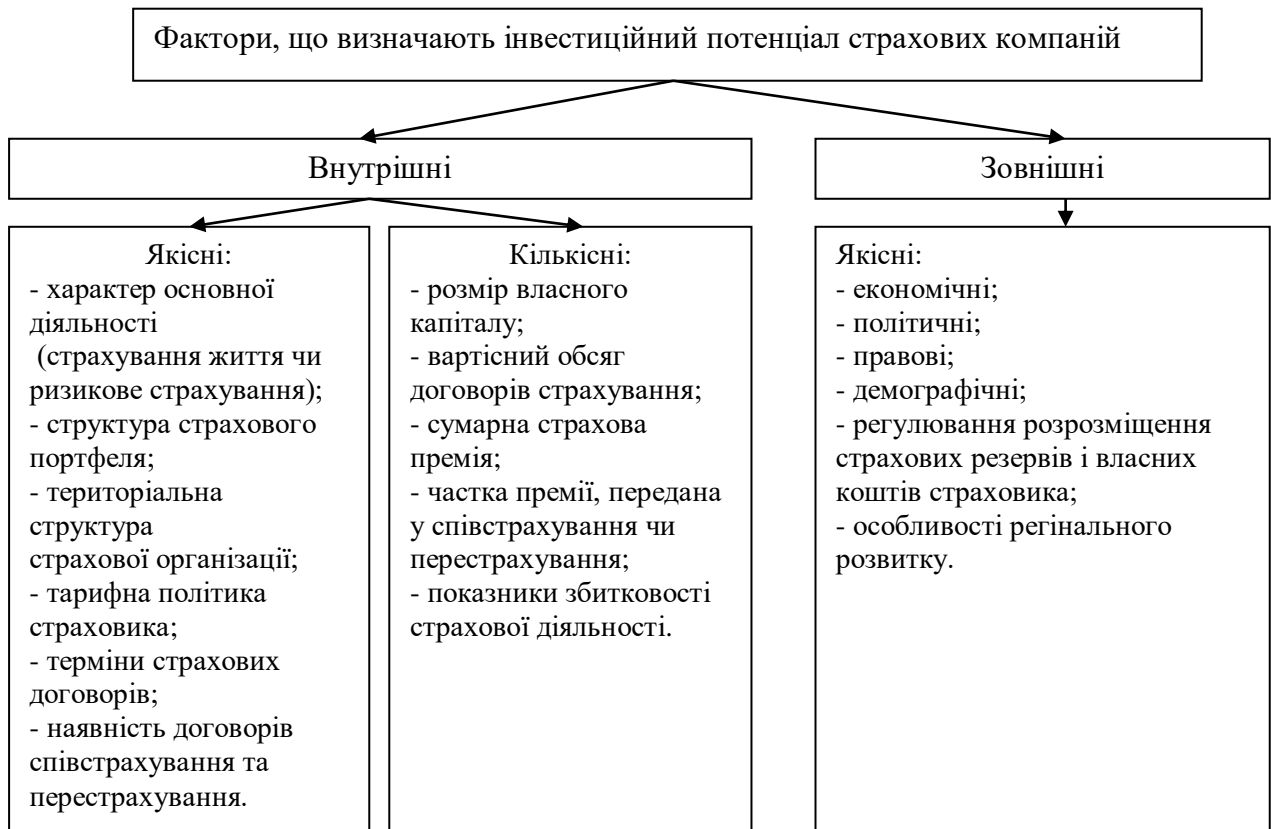 Фактори, що визначають інвестиційний потенціал страхових компаній
Внутрішні
Зовнішні
Якісні:
- характер основної
діяльності
(страхування життя чи
ризикове страхування);
- структура страхового
портфеля;
- територіальна
структура
страхової організації;
- тарифна політика
страховика;
- терміни страхових
договорів;
- наявність договорів
співстрахування та
перестрахування.
Кількісні:
- розмір власного
капіталу;
- вартісний обсяг
договорів страхування;
- сумарна страхова
премія;
- частка премії, передана
у співстрахування чи
перестрахування;
- показники збитковості
страхової діяльності.
Якісні:
- економічні;
- політичні;
- правові;
- демографічні;
- регулювання розрозміщення
страхових резервів і власних
коштів страховика;
- особливості регінального
розвитку.